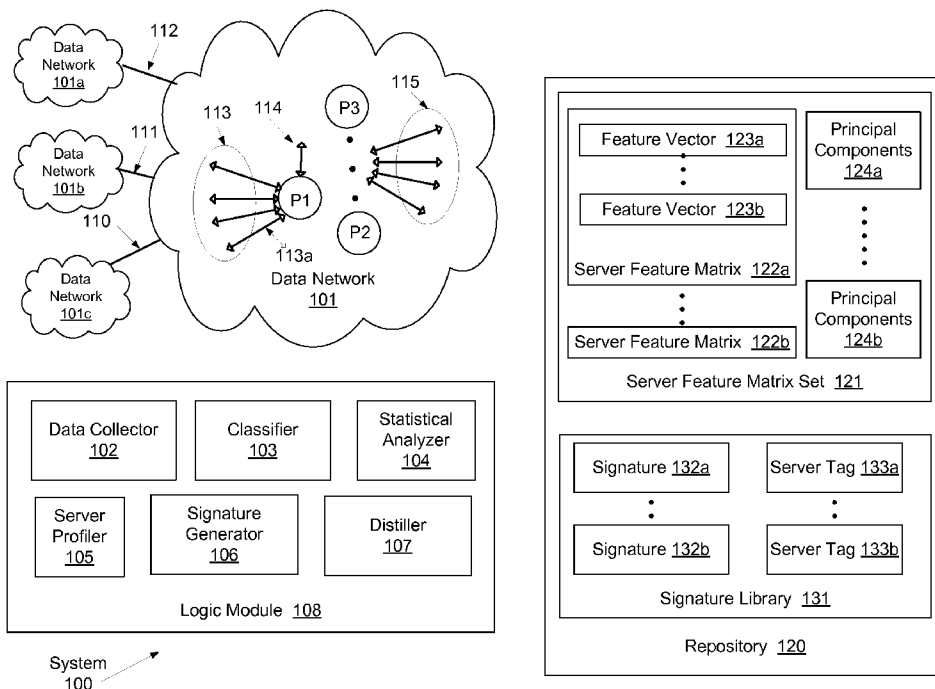 Data
Network
101a
112
Data
Network
101b
111
110
Data
Network
101c
113
114
P3
115
P1
P2
113a
Data Network
101
Feature Vector 123a
Feature Vector 123b
Server Feature Matrix 122a
Server Feature Matrix 122b
Principal
Components
124a
Principal
Components
124b
Server Feature Matrix Set 121
Data Collector
102
Classifier
103
Statistical
Analyzer
104
Server
Profiler
105
Signature
Generator
106
Distiller
107
Logic Module 108
Signature 132a
Server Tag 133a
Signature 132b
Server Tag 133b
Signature Library 131
Repository 120
System
100